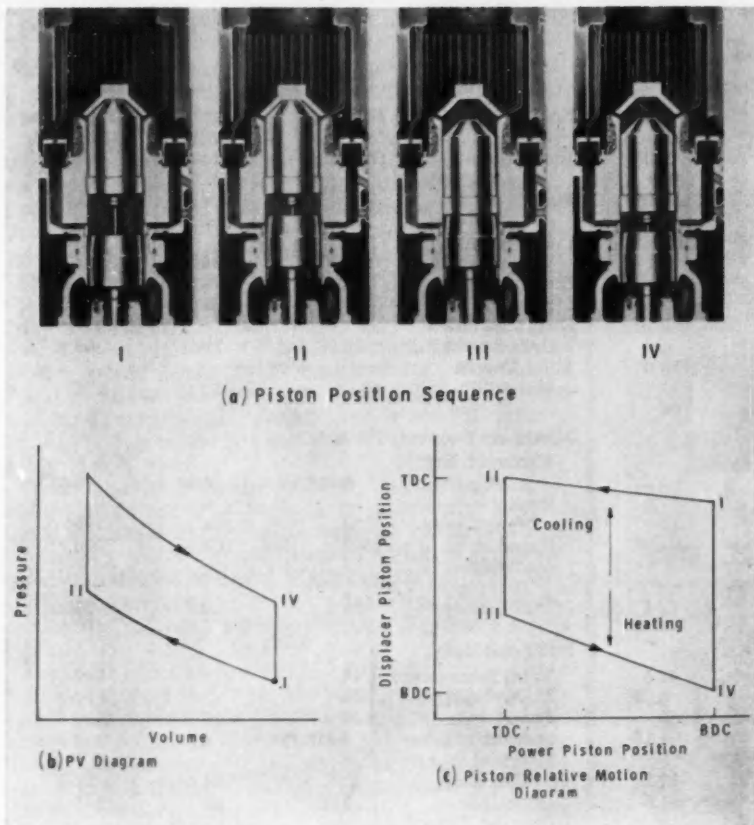 I II III IV
(a) Piston Position Sequence
Pressure
II
IV
I
Volume
(b) PV Diagram
Displacer Piston Position
TDC
BDC
II
I
Cooling
III
Heating
IV
TDC BDC
Power Piston Position
(c) Piston Relative Motion
Diagram